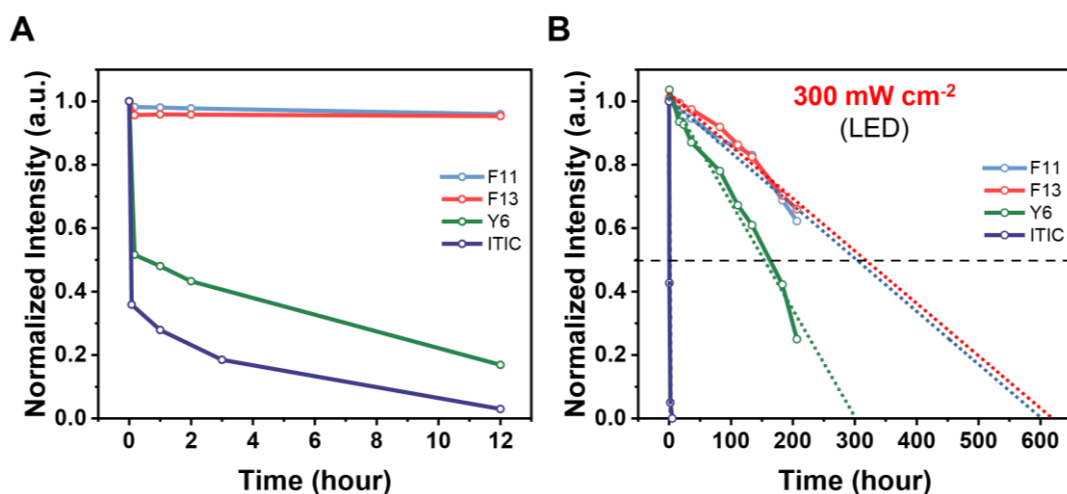 A
Normalized Intensity (a.u.)
1.0
0.8
0.6
0.4
0.2
0.0
F11
F13
Y6
ITIC
0 2 4 6 8 10 12
Time (hour)
B
Normalized Intensity (a.u.)
1.0
0.8
0.6
0.4
0.2
0.0
300 mW cm-2
(LED)
F11
F13
Y6
ITIC
0 100 200 300 400 500 600
Time (hour)